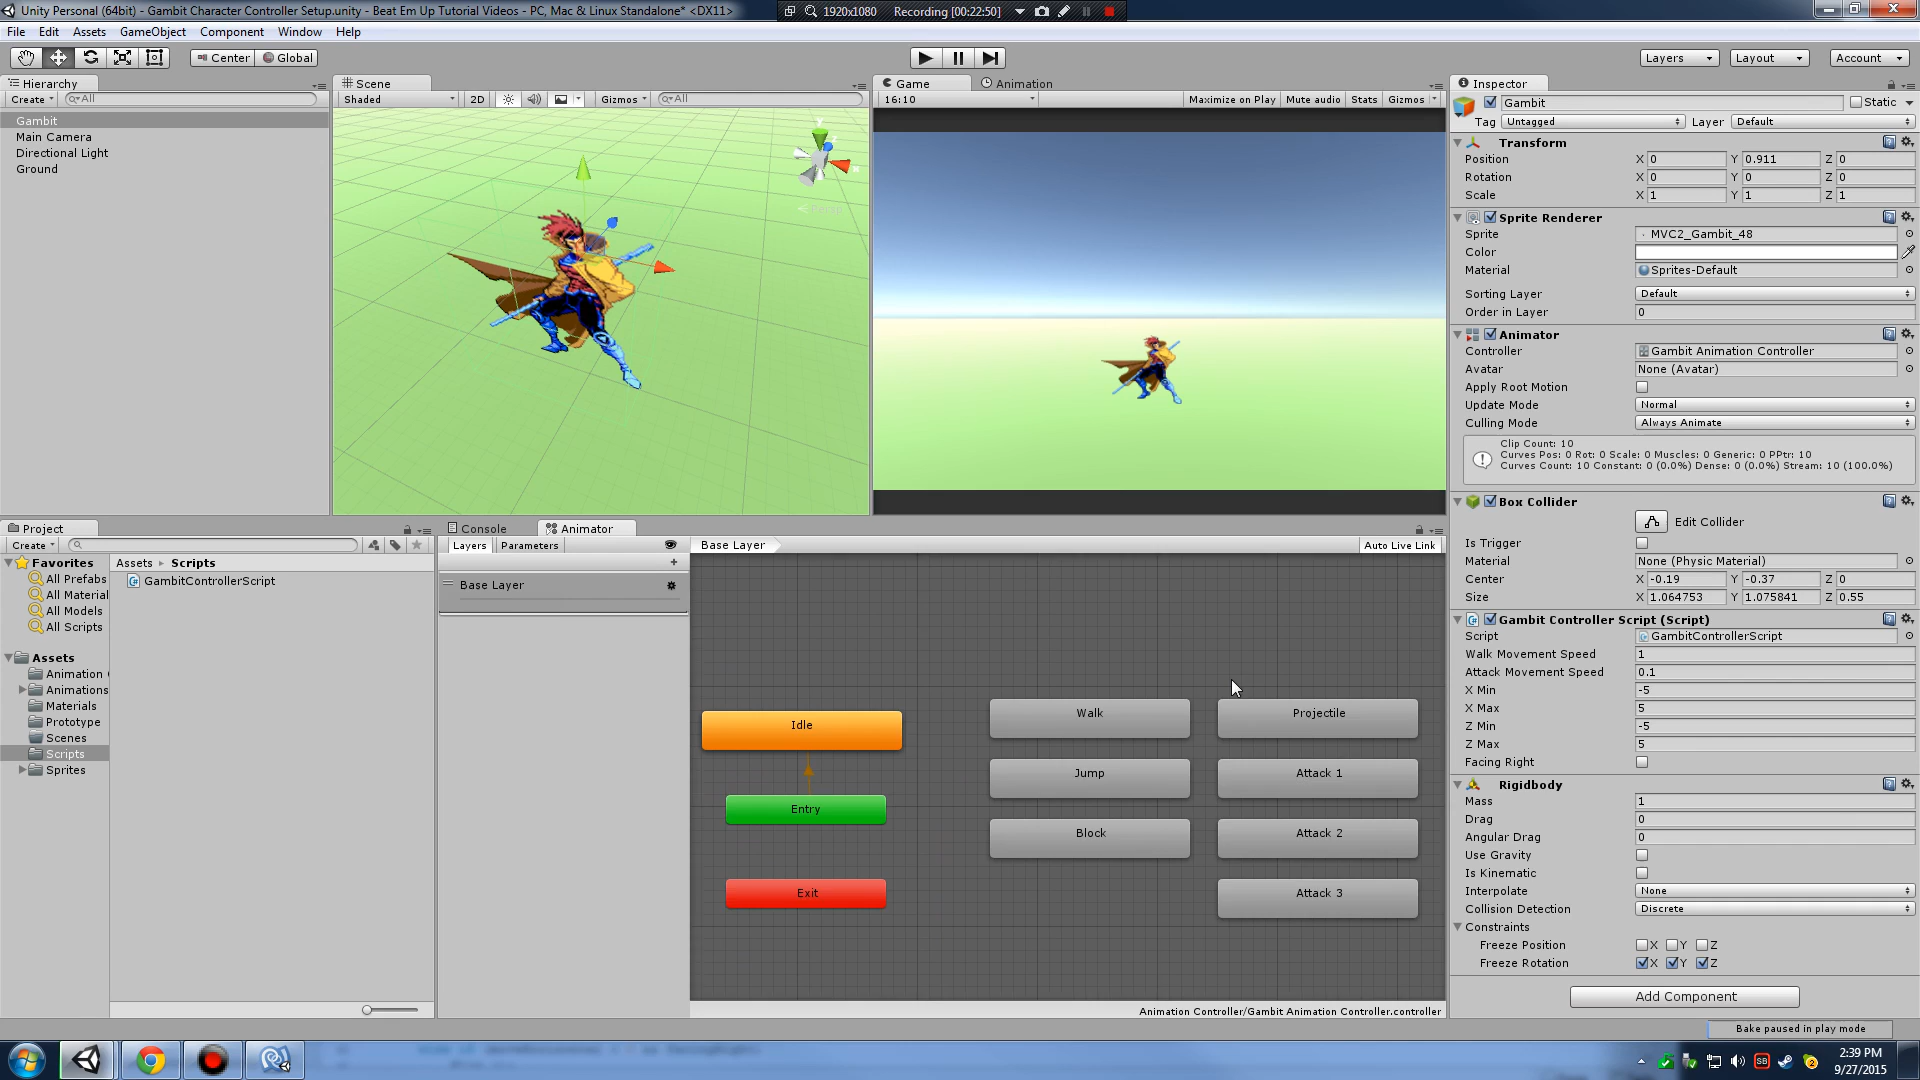 Unity Personal (64bit) - Gambit Character Controller Setup.unity - Beat Em Up Tutorial Videos - PC, Mac & Linux Standalone* <DX11>
1920x1080 Recording [00:22:50]
File Edit Assets GameObject Component Window Help
Center Global
Layers Layout Account
Hierarchy
Create All
Gambit
Main Camera
Directional Light
Ground
Scene
Shaded 2D Gizmos All
y
x
Persp
Game Animation
16:10 Maximize on Play Mute audio Stats Gizmos
Inspector
Gambit Static
Tag Untagged Layer Default
Transform
Position X 0 Y 0.911 Z 0
Rotation X 0 Y 0 Z 0
Scale X 1 Y 1 Z 1
Sprite Renderer
Sprite MVC2_Gambit_48
Color
Material Sprites-Default
Sorting Layer Default
Order in Layer 0
Animator
Controller Gambit Animation Controller
Avatar None (Avatar)
Apply Root Motion
Update Mode Normal
Culling Mode Always Animate
Clip Count: 10
Curves Pos: 0 Rot: 0 Scale: 0 Muscles: 0 Generic: 0 PPtr: 10
Curves Count: 10 Constant: 0 (0.0%) Dense: 0 (0.0%) Stream: 10 (100.0%)
Box Collider
Edit Collider
Is Trigger
Material None (Physic Material)
Center X -0.19 Y -0.37 Z 0
Size X 1.064753 Y 1.075841 Z 0.55
Gambit Controller Script (Script)
Script GambitControllerScript
Walk Movement Speed 1
Attack Movement Speed 0.1
X Min -5
X Max 5
Z Min -5
Z Max 5
Facing Right
Rigidbody
Mass 1
Drag 0
Angular Drag 0
Use Gravity
Is Kinematic
Interpolate None
Collision Detection Discrete
Constraints
Freeze Position X Y Z
Freeze Rotation X Y Z
Add Component
Bake paused in play mode
Project
Create
Favorites
All Prefabs
All Material
All Models
All Scripts
Assets
Animation
Animations
Materials
Prototype
Scenes
Scripts
Sprites
Assets Scripts
GambitControllerScript
Console Animator
Layers Parameters
Base Layer
Base Layer Auto Live Link
Idle
Entry
Exit
Walk
Jump
Block
Projectile
Attack 1
Attack 2
Attack 3
Animation Controller/Gambit Animation Controller.controller
2:39 PM
9/27/2015